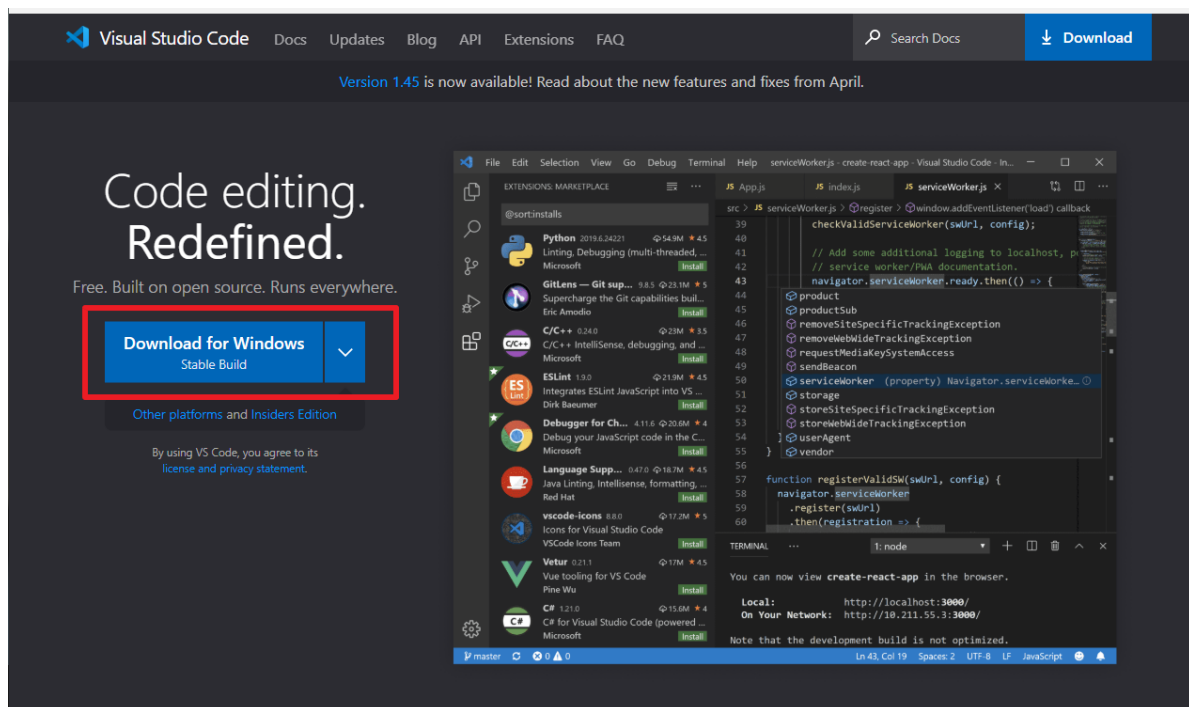 Visual Studio Code Docs Updates Blog API Extensions FAQ Search Docs Download
Version 1.45 is now available! Read about the new features and fixes from April.
Code editing.
Redefined.
Free. Built on open source. Runs everywhere.
Download for Windows
Stable Build
Other platforms and Insiders Edition
By using VS Code, you agree to its
license and privacy statement.
File Edit Selection View Go Debug Terminal Help serviceWorker.js - create-react-app - Visual Studio Code - In...
EXTENSIONS: MARKETPLACE
@sort:installs
Python 2019.6.24221 54.9M 4.5
Linting, Debugging (multi-threaded, ...
Microsoft Install
GitLens — Git sup... 9.8.5 23.1M 5
Supercharge the Git capabilities buil...
Eric Amodio Install
C/C++ 0.24.0 23M 3.5
C/C++ IntelliSense, debugging, and ...
Microsoft Install
ESLint 1.9.0 21.9M 4.5
Integrates ESLint JavaScript into VS ...
Dirk Baeumer Install
Debugger for Ch... 4.11.6 20.6M 4
Debug your JavaScript code in the C...
Microsoft Install
Language Supp... 0.47.0 18.7M 4.5
Java Linting, Intellisense, formatting, ...
Red Hat Install
vscode-icons 8.8.0 17.2M 5
Icons for Visual Studio Code
VSCode Icons Team Install
Vetur 0.21.1 17M 4.5
Vue tooling for VS Code
Pine Wu Install
C# 1.21.0 15.6M 4
C# for Visual Studio Code (powered ...
Microsoft Install
JS App.js JS index.js JS serviceWorker.js
src > JS serviceWorker.js > register > window.addEventListener('load') callback
39 checkValidServiceWorker(swUrl, config);
40
41 // Add some additional logging to localhost, p
42 // service worker/PWA documentation.
43 navigator.serviceWorker.ready.then(() => {
44 product
45 productSub
46 removeSiteSpecificTrackingException
47 removeWebWideTrackingException
48 requestMediaKeySystemAccess
49 sendBeacon
50 serviceWorker (property) Navigator.serviceWorke...
51 storage
52 storeSiteSpecificTrackingException
53 storeWebWideTrackingException
54 } userAgent
55 } vendor
56
57 function registerValidSW(swUrl, config) {
58 navigator.serviceWorker
59 .register(swUrl)
60 .then(registration => {
TERMINAL ... 1: node
You can now view create-react-app in the browser.
Local: http://localhost:3000/
On Your Network: http://10.211.55.3:3000/
Note that the development build is not optimized.
master 0 0 Ln 43, Col 19 Spaces: 2 UTF-8 LF JavaScript